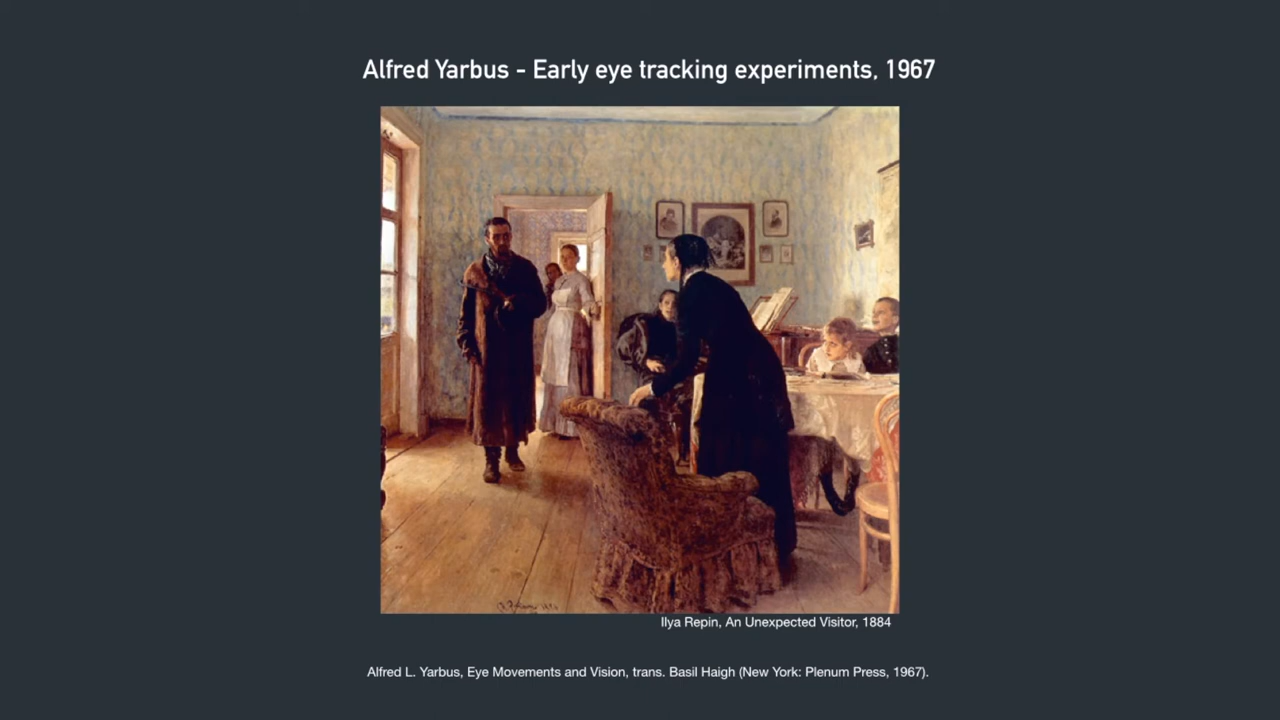 Alfred Yarbus - Early eye tracking experiments, 1967
Ilya Repin, An Unexpected Visitor, 1884
Alfred L. Yarbus, Eye Movements and Vision, trans. Basil Haigh (New York: Plenum Press, 1967).